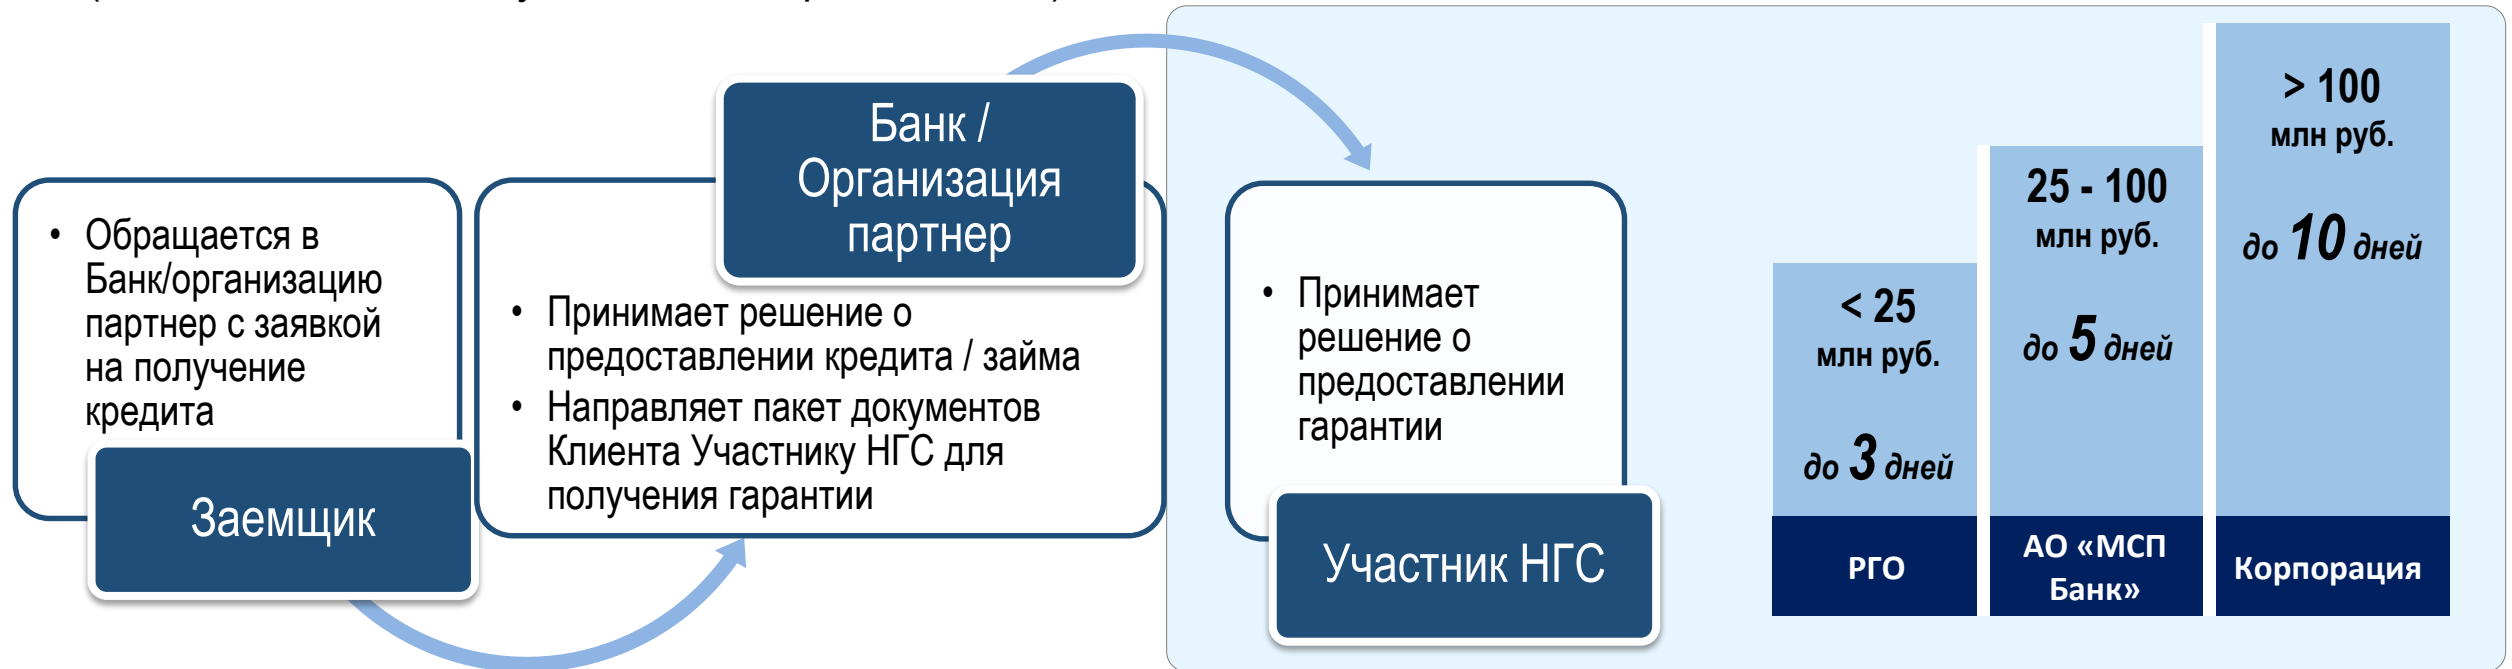 • Обращается в
Банк/организацию
партнер с заявкой
на получение
кредита
Заемщик
Банк /
Организация
партнер
• Принимает решение о
предоставлении кредита / займа
• Направляет пакет документов
Клиента Участнику НГС для
получения гарантии
• Принимает
решение о
предоставлении
гарантии
Участник НГС
< 25
млн руб.
до 3 дней
РГО
25 - 100
млн руб.
до 5 дней
АО «МСП
Банк»
> 100
млн руб.
до 10 дней
Корпорация